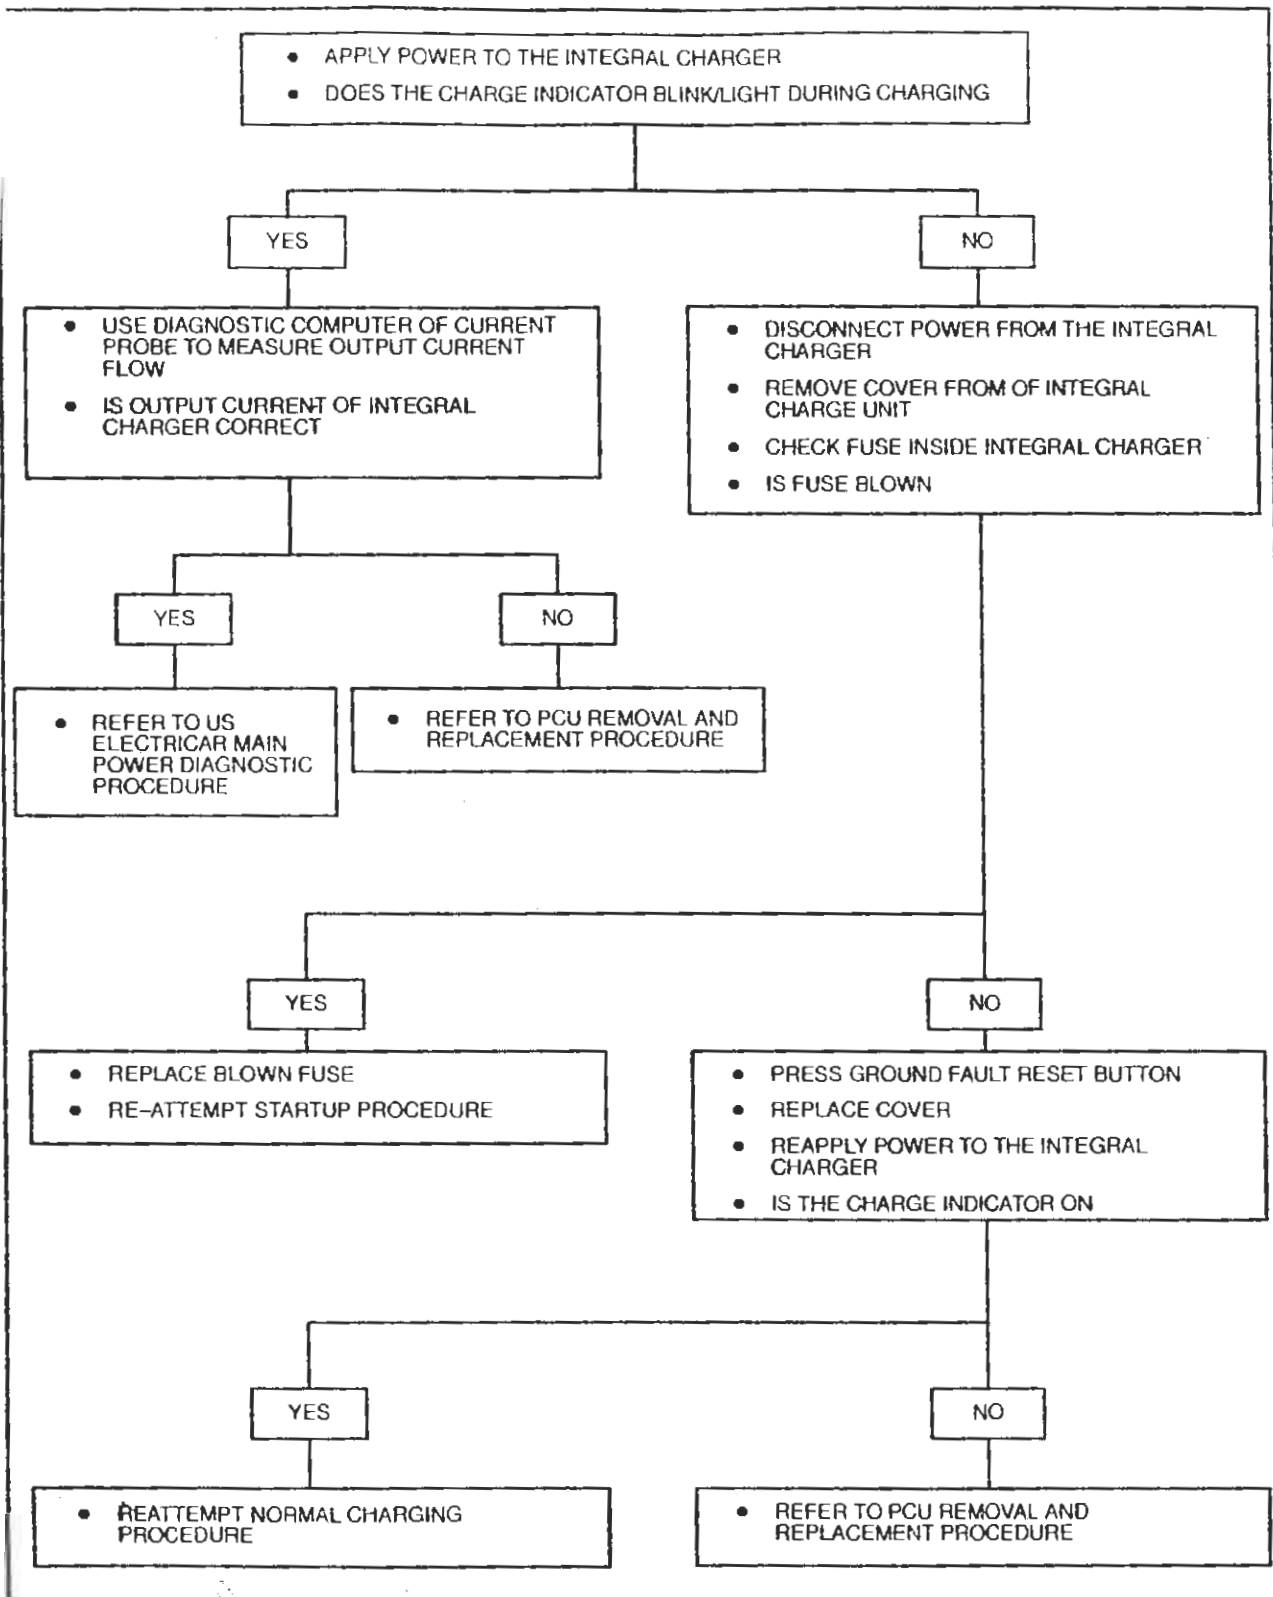 • APPLY POWER TO THE INTEGRAL CHARGER
• DOES THE CHARGE INDICATOR BLINK/LIGHT DURING CHARGING
YES
NO
• USE DIAGNOSTIC COMPUTER OF CURRENT
PROBE TO MEASURE OUTPUT CURRENT
FLOW
• IS OUTPUT CURRENT OF INTEGRAL
CHARGER CORRECT
• DISCONNECT POWER FROM THE INTEGRAL
CHARGER
• REMOVE COVER FROM OF INTEGRAL
CHARGE UNIT
• CHECK FUSE INSIDE INTEGRAL CHARGER
• IS FUSE BLOWN
YES
NO
• REFER TO US
ELECTRICAR MAIN
POWER DIAGNOSTIC
PROCEDURE
• REFER TO PCU REMOVAL AND
REPLACEMENT PROCEDURE
YES
NO
• REPLACE BLOWN FUSE
• RE-ATTEMPT STARTUP PROCEDURE
• PRESS GROUND FAULT RESET BUTTON
• REPLACE COVER
• REAPPLY POWER TO THE INTEGRAL
CHARGER
• IS THE CHARGE INDICATOR ON
YES
NO
• REATTEMPT NORMAL CHARGING
PROCEDURE
• REFER TO PCU REMOVAL AND
REPLACEMENT PROCEDURE